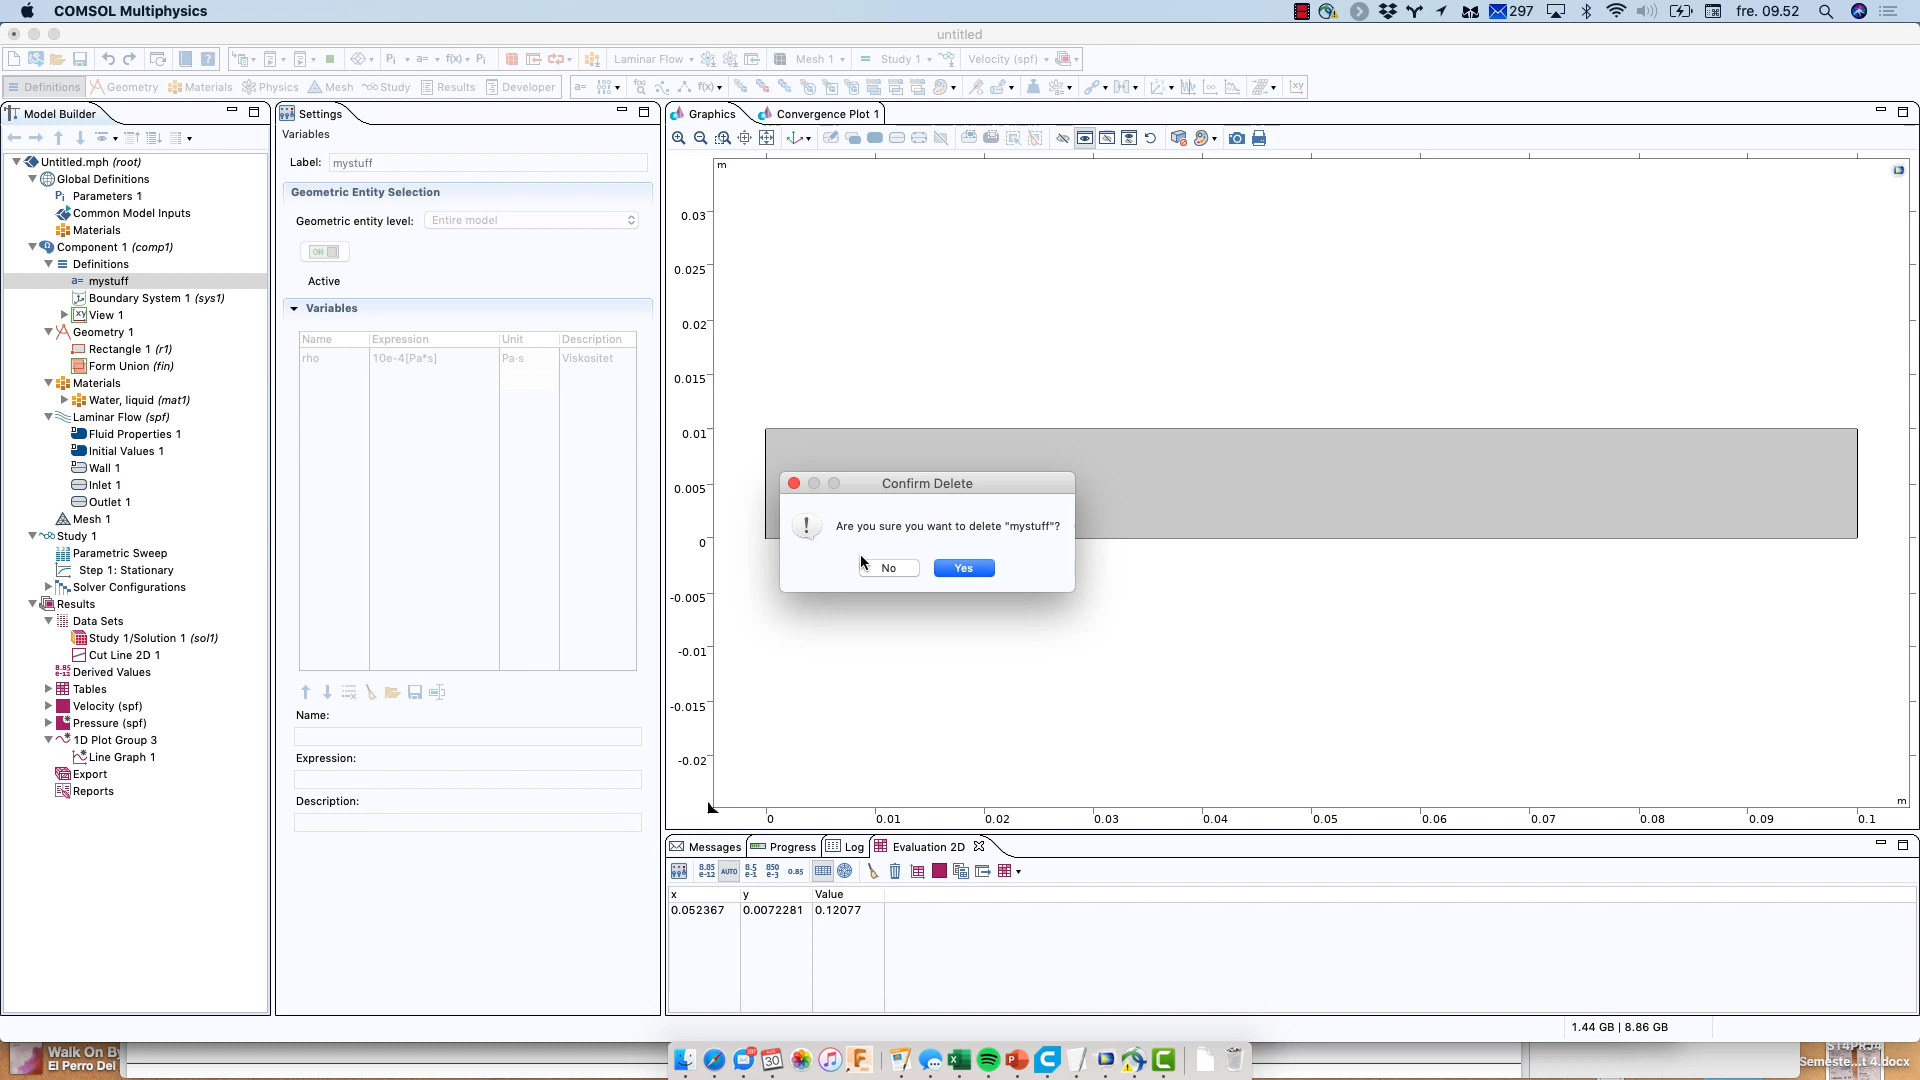 COMSOL Multiphysics
297
fre. 09.52
untitled
Laminar Flow
Mesh 1
Study 1
Velocity (spf)
Definitions
Geometry
Materials
Physics
Mesh
Study
Results
Developer
Model Builder
Untitled.mph (root)
Global Definitions
Parameters 1
Common Model Inputs
Materials
Component 1 (comp1)
Definitions
mystuff
Boundary System 1 (sys1)
View 1
Geometry 1
Rectangle 1 (r1)
Form Union (fin)
Materials
Water, liquid (mat1)
Laminar Flow (spf)
Fluid Properties 1
Initial Values 1
Wall 1
Inlet 1
Outlet 1
Mesh 1
Study 1
Parametric Sweep
Step 1: Stationary
Solver Configurations
Results
Data Sets
Study 1/Solution 1 (sol1)
Cut Line 2D 1
Derived Values
Tables
Velocity (spf)
Pressure (spf)
1D Plot Group 3
Line Graph 1
Export
Reports
Settings
Variables
Label: mystuff
Geometric Entity Selection
Geometric entity level: Entire model
ON
Active
Variables
Name Expression Unit Description
rho 10e-4[Pa*s] Pa·s Viskositet
Name:
Expression:
Description:
Graphics
Convergence Plot 1
m
0.03
0.025
0.02
0.015
0.01
0.005
0
-0.005
-0.01
-0.015
-0.02
m
0 0.01 0.02 0.03 0.04 0.05 0.06 0.07 0.08 0.09 0.1
Confirm Delete
Are you sure you want to delete "mystuff"?
No
Yes
Messages
Progress
Log
Evaluation 2D
AUTO
x y Value
0.052367 0.0072281 0.12077
1.44 GB | 8.86 GB
Walk On By
El Perro Del
30
Semeste...t 4.docx